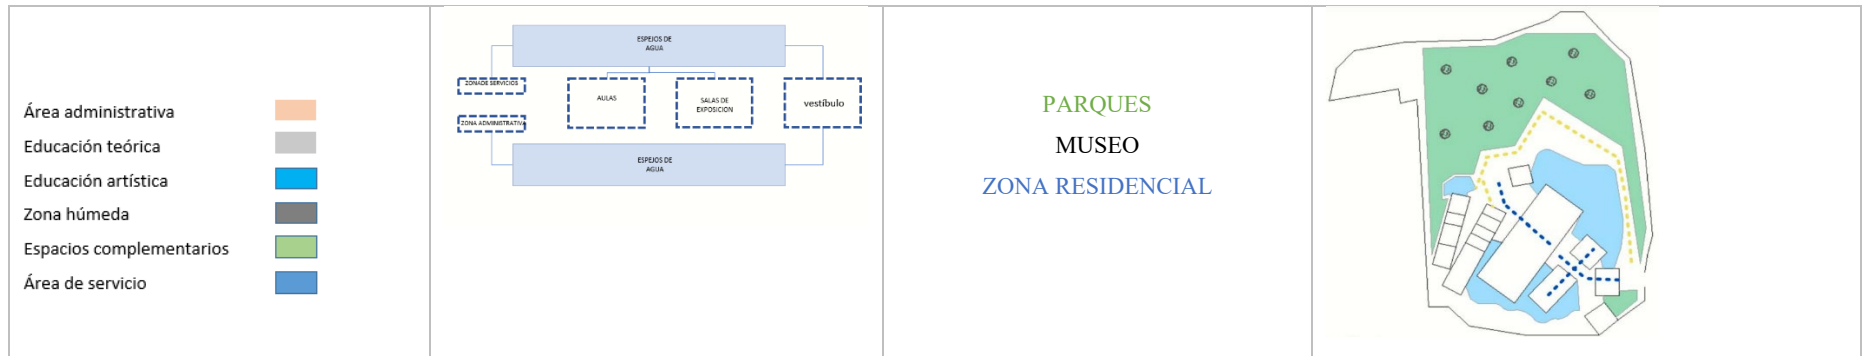 Área administrativa
Educación teórica
Educación artística
Zona húmeda
Espacios complementarios
Área de servicio
ESPEJOS DE
AGUA
ZONADE SERVICIOS
ZONA ADMINISTRATIVA
AULAS
SALAS DE
EXPOSICION
vestíbulo
ESPEJOS DE
AGUA
PARQUES
MUSEO
ZONA RESIDENCIAL